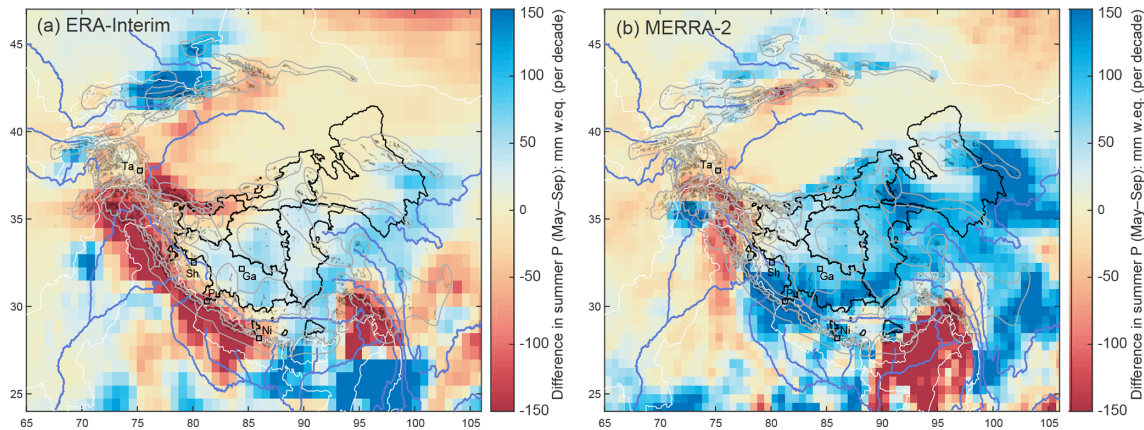 (a) ERA-Interim
45
40
35
30
25
65 70 75 80 85 90 95 100 105
Ta
Sh
Ga
Pu
Ni
150
100
50
0
-50
-100
-150
Difference in summer P (May–Sep): mm w.eq. (per decade)
(b) MERRA-2
45
40
35
30
25
65 70 75 80 85 90 95 100 105
Ta
Sh
Ga
Pu
Ni
150
100
50
0
-50
-100
-150
Difference in summer P (May–Sep): mm w.eq. (per decade)